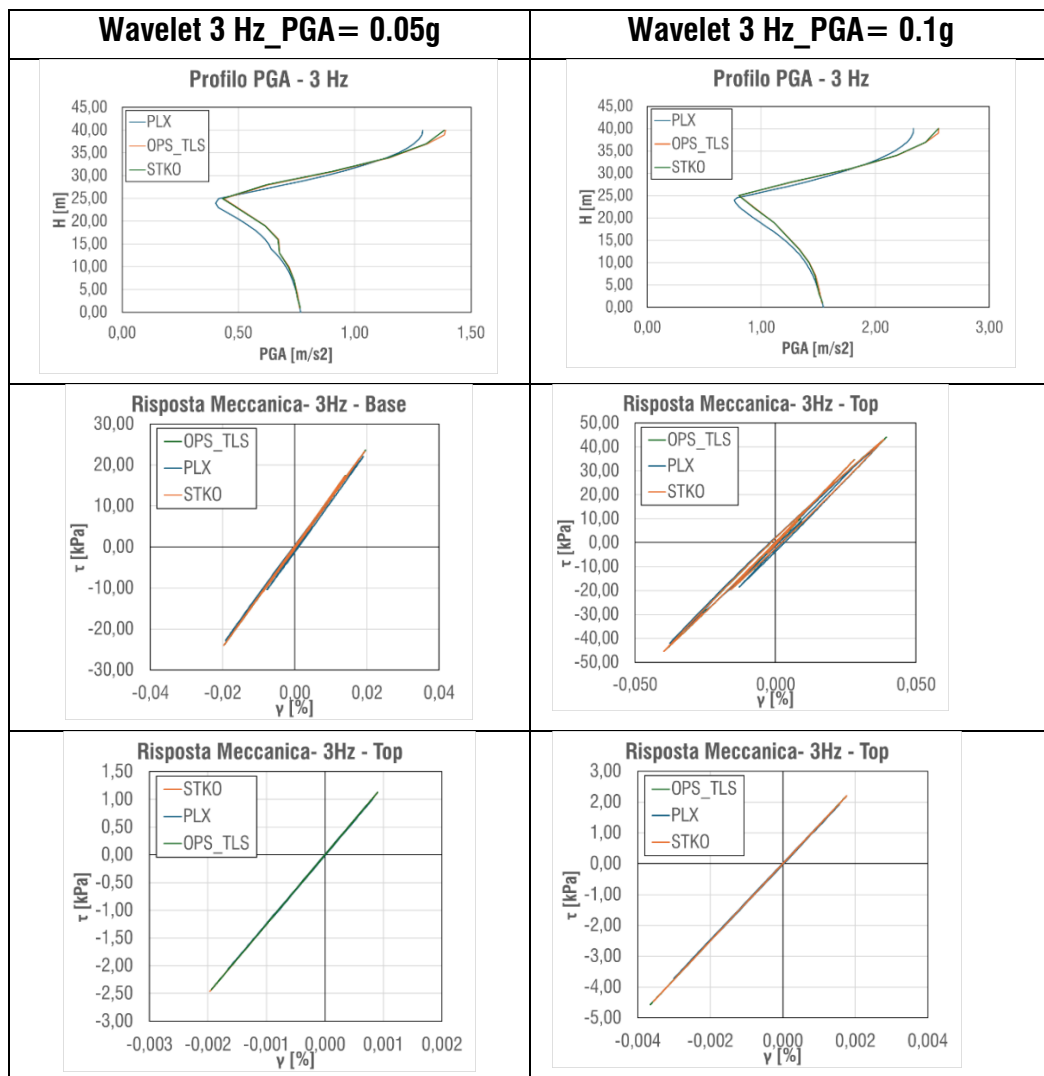 Wavelet 3 Hz_PGA= 0.05g
Wavelet 3 Hz_PGA= 0.1g
Profilo PGA - 3 Hz
45,00
40,00
35,00
30,00
25,00
20,00
15,00
10,00
5,00
0,00
H [m]
PLX
OPS_TLS
STKO
0,00 0,50 1,00 1,50
PGA [m/s2]
Profilo PGA - 3 Hz
45,00
40,00
35,00
30,00
25,00
20,00
15,00
10,00
5,00
0,00
H [m]
PLX
OPS_TLS
STKO
0,00 1,00 2,00 3,00
PGA [m/s2]
Risposta Meccanica- 3Hz - Base
30,00
20,00
10,00
0,00
-10,00
-20,00
-30,00
τ [kPa]
OPS_TLS
PLX
STKO
-0,04 -0,02 0,00 0,02 0,04
γ [%]
Risposta Meccanica- 3Hz - Top
50,00
40,00
30,00
20,00
10,00
0,00
-10,00
-20,00
-30,00
-40,00
-50,00
τ [kPa]
OPS_TLS
PLX
STKO
-0,050 0,000 0,050
γ [%]
Risposta Meccanica- 3Hz - Top
1,50
1,00
0,50
0,00
-0,50
-1,00
-1,50
-2,00
-2,50
-3,00
τ [kPa]
STKO
PLX
OPS_TLS
-0,003 -0,002 -0,001 0,000 0,001 0,002
γ [%]
Risposta Meccanica- 3Hz - Top
3,00
2,00
1,00
0,00
-1,00
-2,00
-3,00
-4,00
-5,00
τ [kPa]
OPS_TLS
PLX
STKO
-0,004 -0,002 0,000 0,002 0,004
γ [%]